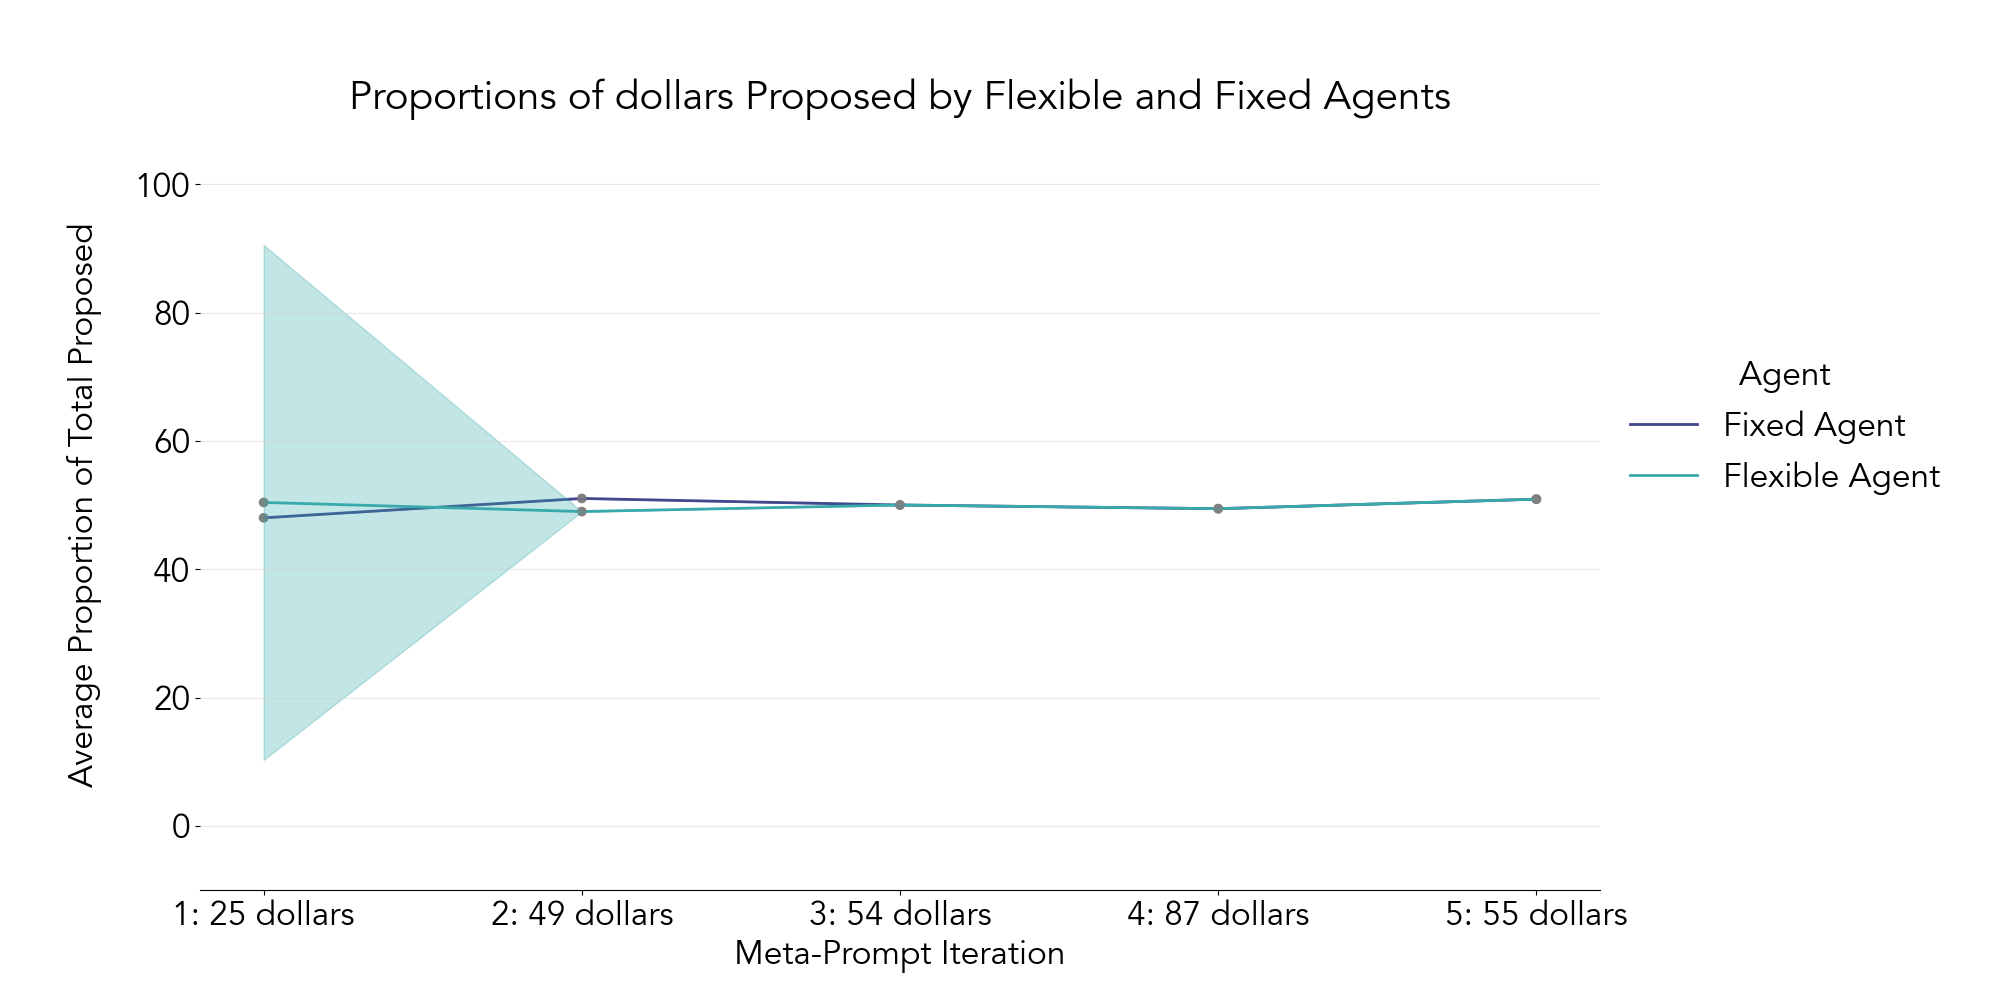 Proportions of dollars Proposed by Flexible and Fixed Agents
Average Proportion of Total Proposed
100
80
60
40
20
0
1: 25 dollars
2: 49 dollars
3: 54 dollars
4: 87 dollars
5: 55 dollars
Meta-Prompt Iteration
Agent
Fixed Agent
Flexible Agent